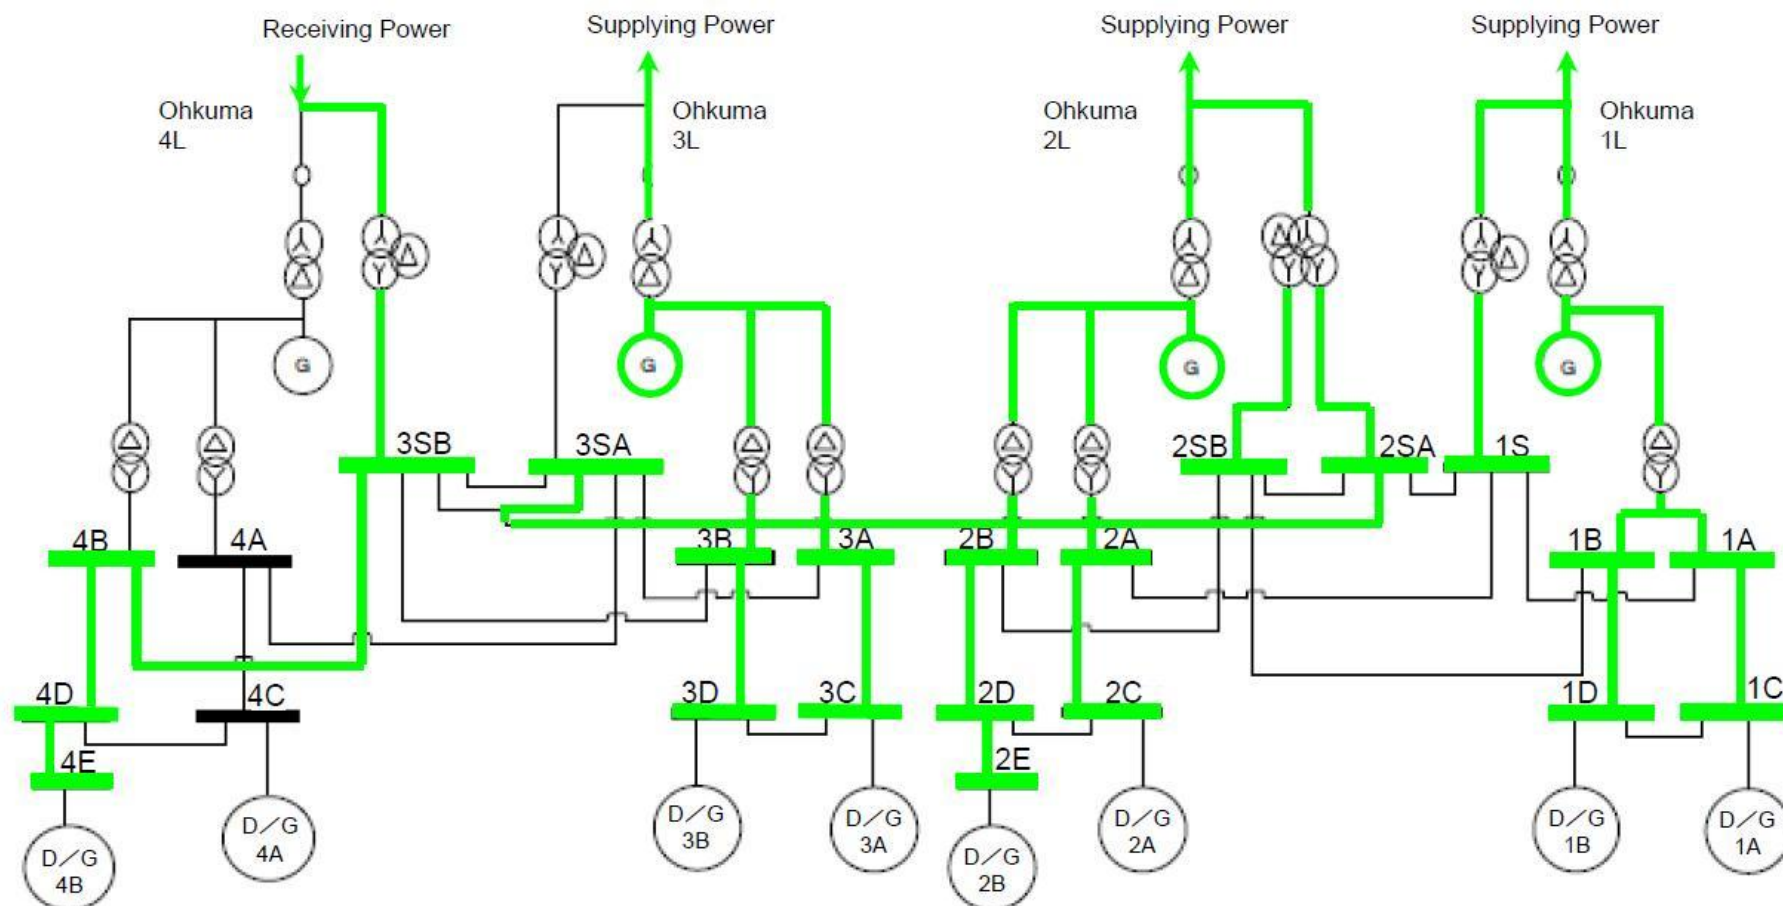 Receiving Power
Supplying Power
Supplying Power
Supplying Power
Ohkuma
4L
Ohkuma
3L
Ohkuma
2L
Ohkuma
1L
G
G
G
G
3SB
3SA
2SB
2SA
1S
4B
4A
3B
3A
2B
2A
1B
1A
4D
4C
3D
3C
2D
2C
1D
1C
4E
2E
D/G
4B
D/G
4A
D/G
3B
D/G
3A
D/G
2B
D/G
2A
D/G
1B
D/G
1A